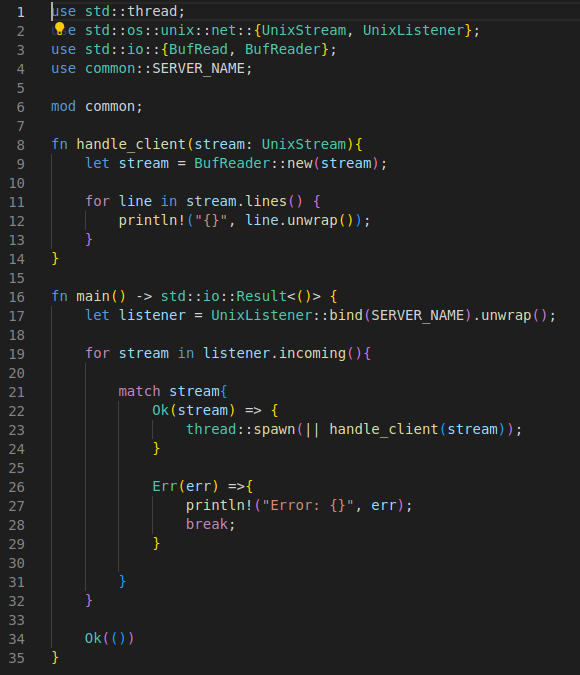 1 use std::thread;
2 use std::os::unix::net::{UnixStream, UnixListener};
3 use std::io::{BufRead, BufReader};
4 use common::SERVER_NAME;
5
6 mod common;
7
8 fn handle_client(stream: UnixStream){
9     let stream = BufReader::new(stream);
10
11     for line in stream.lines() {
12         println!("{}", line.unwrap());
13     }
14 }
15
16 fn main() -> std::io::Result<()> {
17     let listener = UnixListener::bind(SERVER_NAME).unwrap();
18
19     for stream in listener.incoming(){
20
21         match stream{
22             Ok(stream) => {
23                 thread::spawn(|| handle_client(stream));
24             }
25
26             Err(err) =>{
27                 println!("Error: {}", err);
28                 break;
29             }
30
31         }
32     }
33
34     Ok(())
35 }